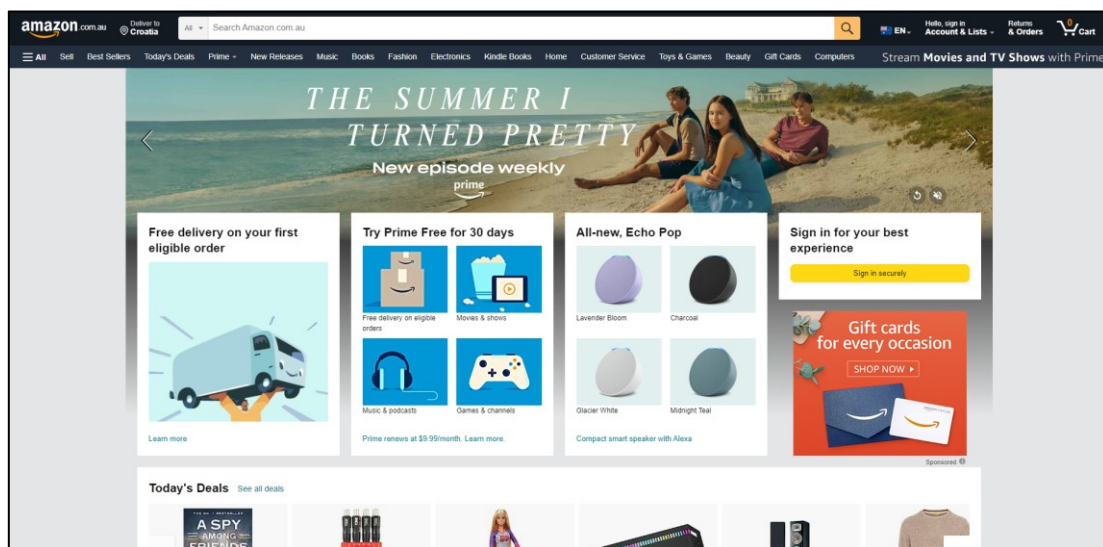 amazon.com.au
Deliver to
Croatia
All
Search Amazon.com.au
EN
Hello, sign in
Account & Lists
Returns
& Orders
0
Cart
All Sell Best Sellers Today's Deals Prime New Releases Music Books Fashion Electronics Kindle Books Home Customer Service Toys & Games Beauty Gift Cards Computers Stream Movies and TV Shows with Prime
THE SUMMER I
TURNED PRETTY
New episode weekly
prime
Free delivery on your first
eligible order
Learn more
Try Prime Free for 30 days
Free delivery on eligible
orders
Movies & shows
Music & podcasts
Games & channels
Prime renews at $9.99/month. Learn more.
All-new, Echo Pop
Lavender Bloom
Charcoal
Glacier White
Midnight Teal
Compact smart speaker with Alexa
Sign in for your best
experience
Sign in securely
Gift cards
for every occasion
SHOP NOW
Sponsored
Today's Deals See all deals
A SPY
AMONG
FRIENDS